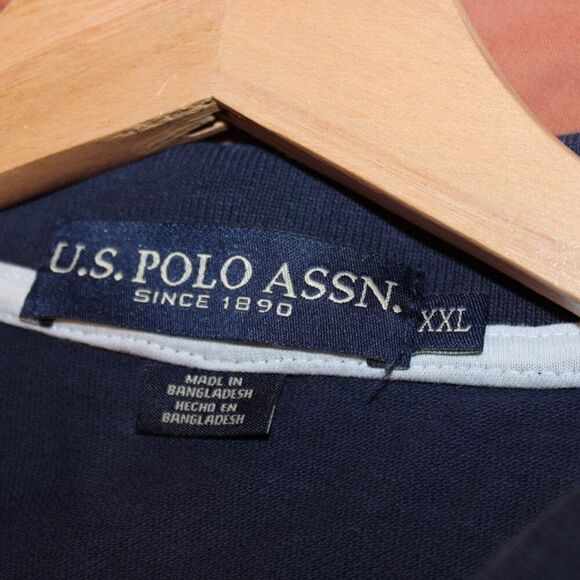 U.S. POLO ASSN.
SINCE 1890
XXL
MADE IN
BANGLADESH
HECHO EN
BANGLADESH